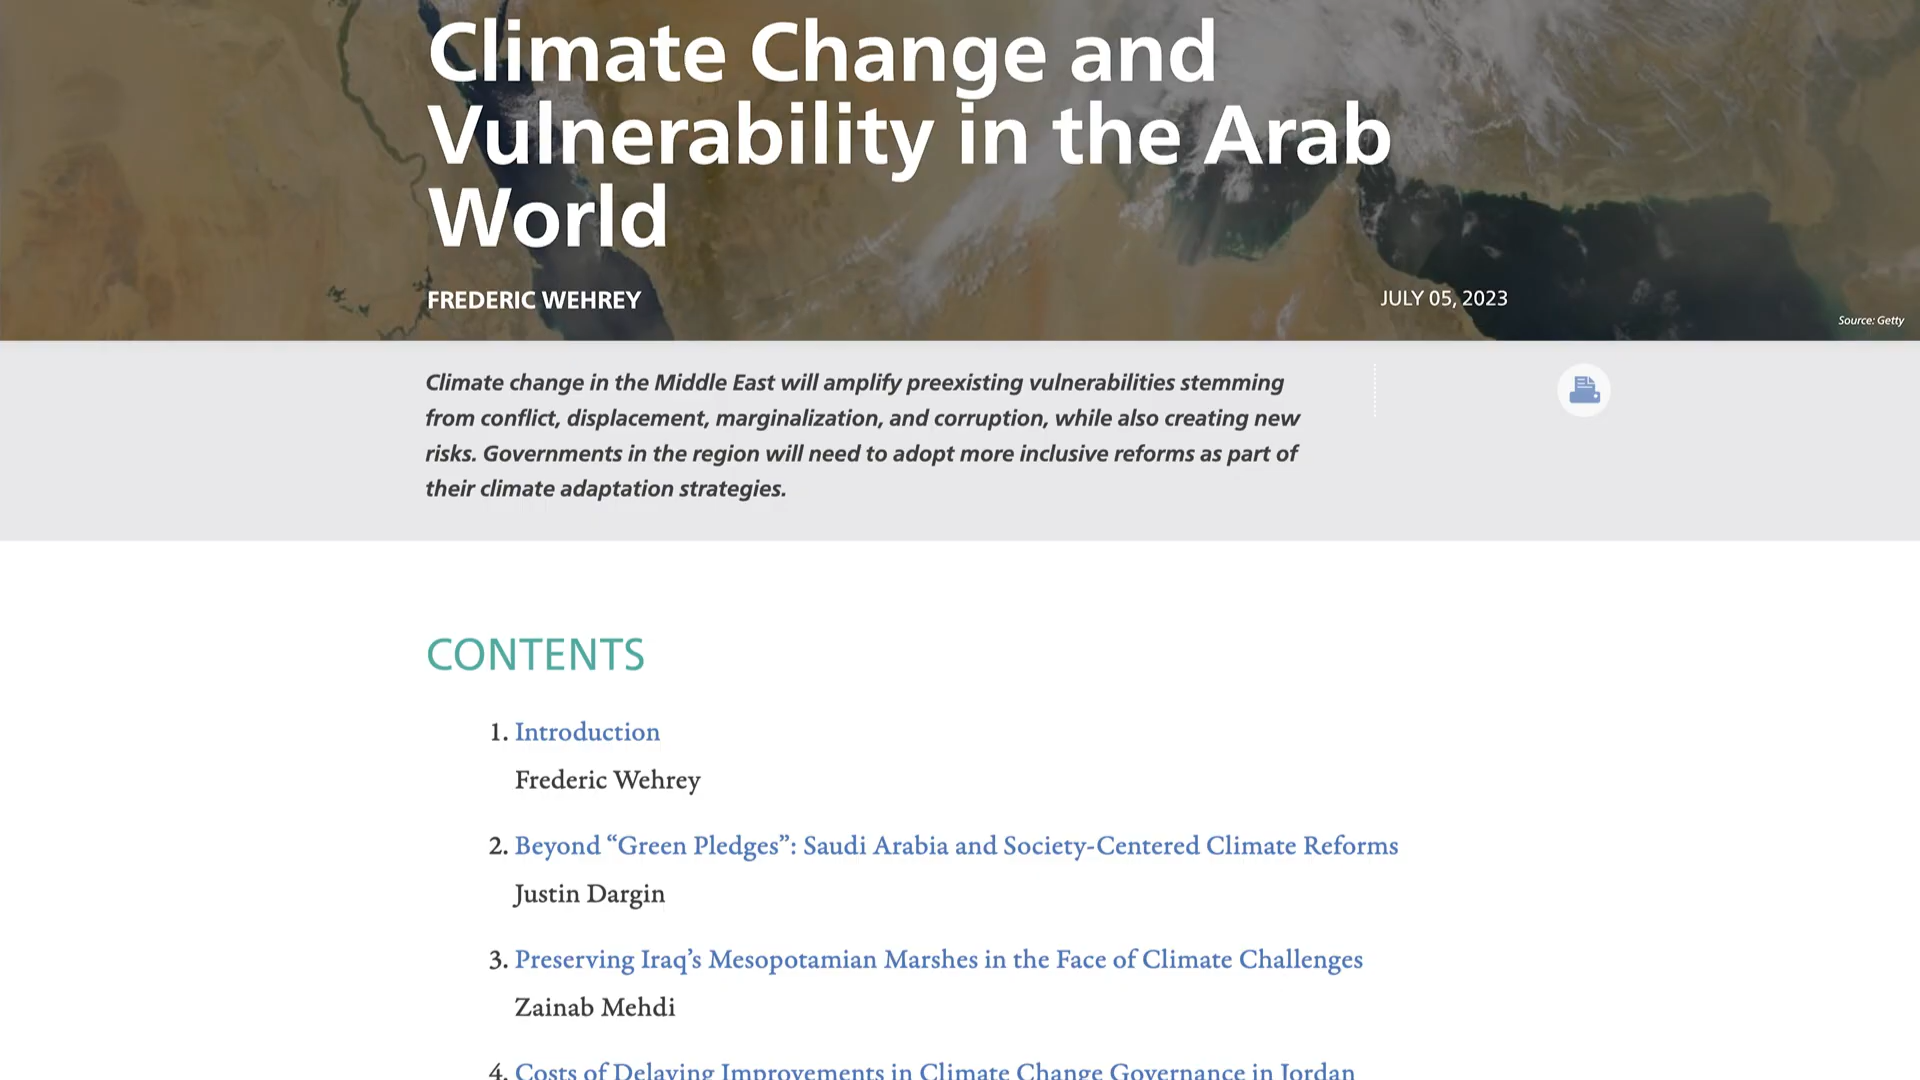 Climate Change and
Vulnerability in the Arab
World
FREDERIC WEHREY
JULY 05, 2023
Source: Getty
Climate change in the Middle East will amplify preexisting vulnerabilities stemming
from conflict, displacement, marginalization, and corruption, while also creating new
risks. Governments in the region will need to adopt more inclusive reforms as part of
their climate adaptation strategies.
CONTENTS
1. Introduction
Frederic Wehrey
2. Beyond “Green Pledges”: Saudi Arabia and Society-Centered Climate Reforms
Justin Dargin
3. Preserving Iraq’s Mesopotamian Marshes in the Face of Climate Challenges
Zainab Mehdi
4. Costs of Delaying Improvements in Climate Change Governance in Jordan